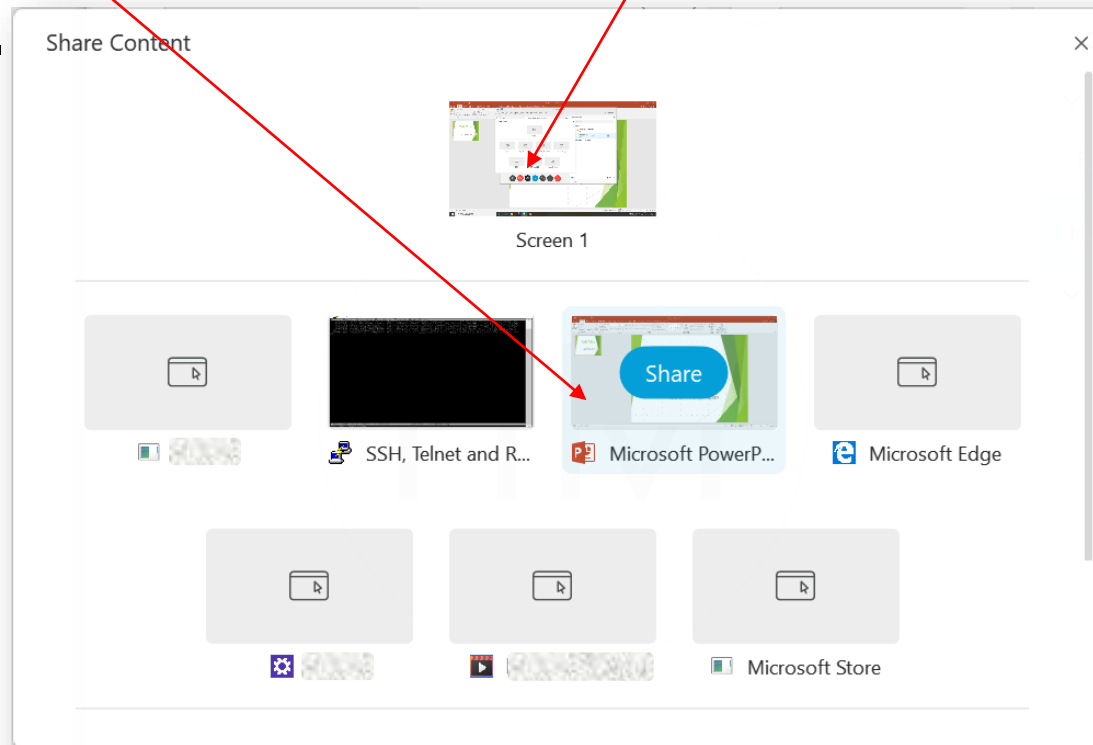 Share Content
Screen 1
Share
SSH, Telnet and R...
Microsoft PowerP...
Microsoft Edge
Microsoft Store